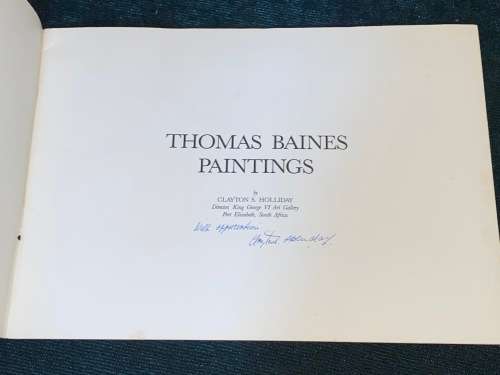 THOMAS BAINES
PAINTINGS
by
CLAYTON S. HOLLIDAY
Director King George VI Art Gallery
Port Elizabeth, South Africa
With appreciation
Clayton Holliday